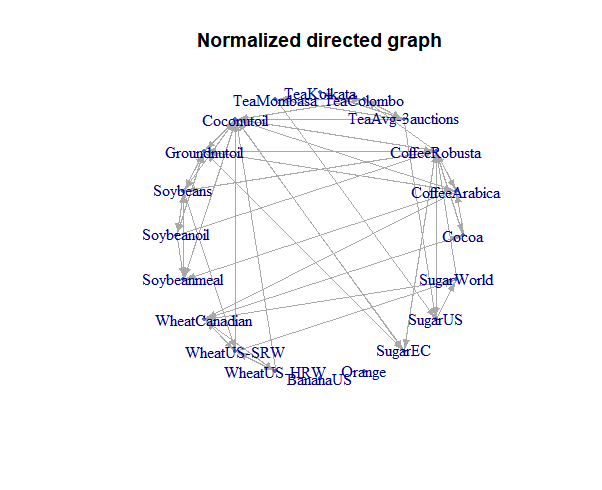 Normalized directed graph
TeaKolkata
TeaMombasa
TeaColombo
TeaAvg-3auctions
Coconutoil
Groundnutoil
CoffeeRobusta
Soybeans
CoffeeArabica
Soybeanoil
Cocoa
Soybeanmeal
SugarWorld
WheatCanadian
SugarUS
WheatUS-SRW
SugarEC
WheatUS-HRW
Orange
BananaUS